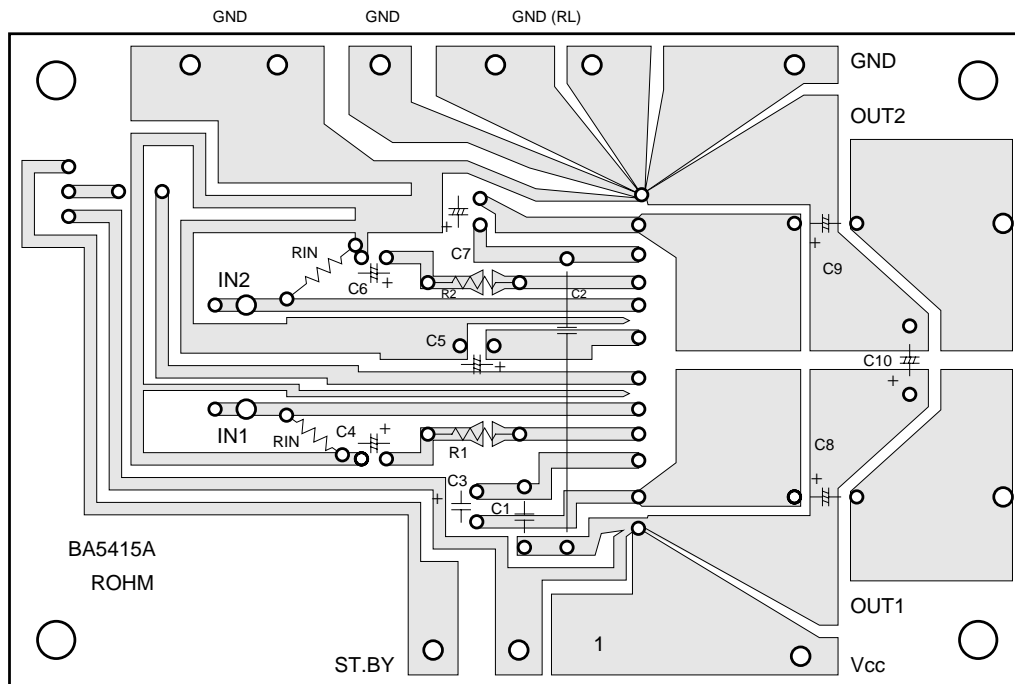 GND
GND
GND (RL)
GND
OUT2
C7
RIN
C9
C6
R2
C2
IN2
C5
C10
IN1
RIN
C4
R1
C8
C3
C1
BA5415A
ROHM
OUT1
1
ST.BY
Vcc